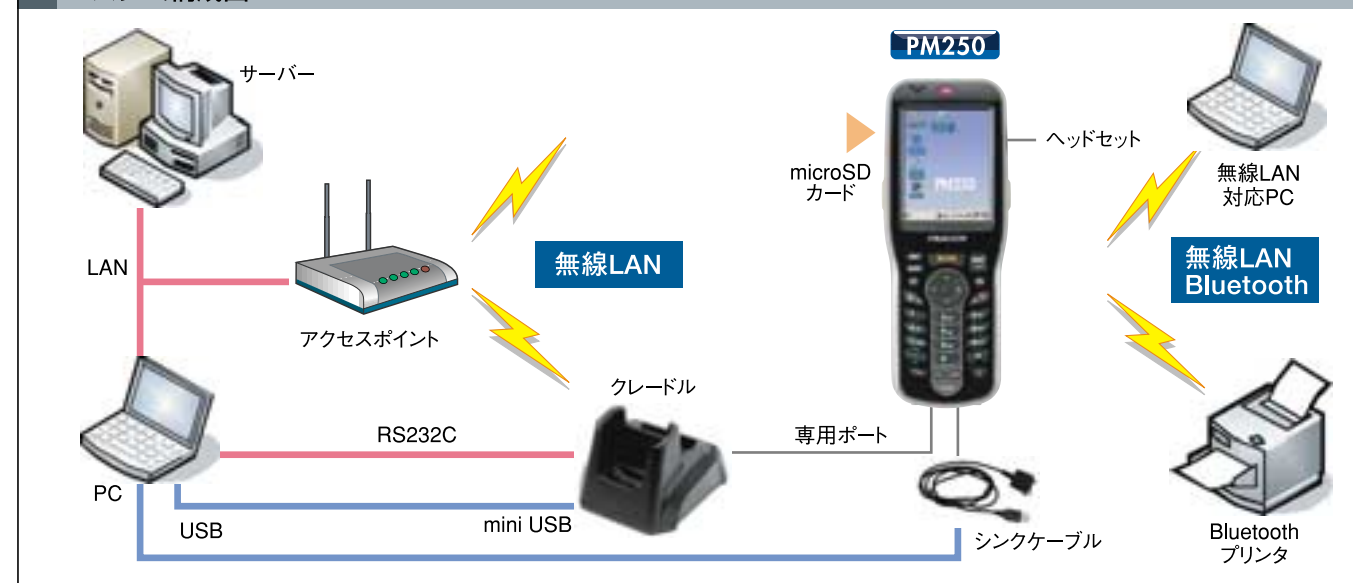 PM250
サーバー
ヘッドセット
microSD
カード
無線LAN
対応PC
LAN
無線LAN
無線LAN
Bluetooth
アクセスポイント
クレードル
RS232C
専用ポート
PC
USB
mini USB
シンクケーブル
Bluetooth
プリンタ